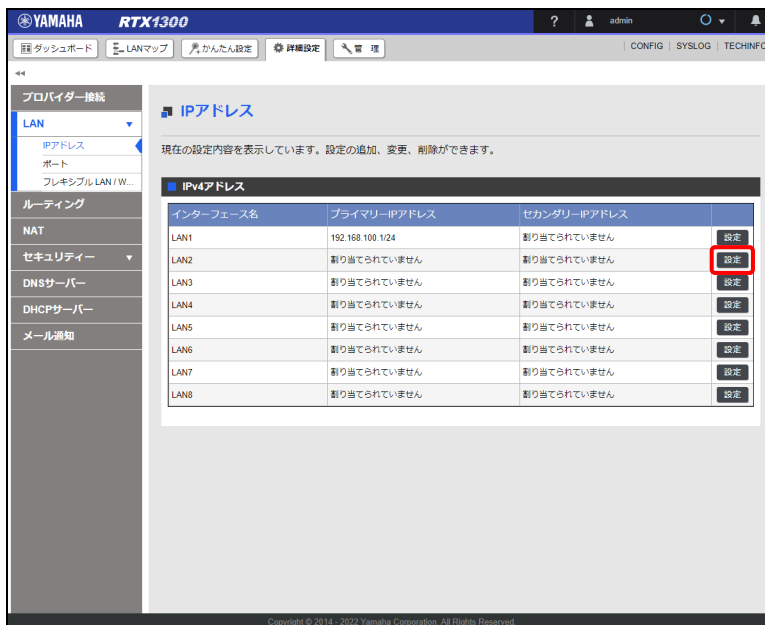 YAMAHA RTX1300 ? admin
ダッシュボード LANマップ かんたん設定 詳細設定 管 理 CONFIG SYSLOG TECHINFO
プロバイダー接続
LAN
IPアドレス
ポート
フレキシブル LAN / W...
ルーティング
NAT
セキュリティー
DNSサーバー
DHCPサーバー
メール通知
IPアドレス
現在の設定内容を表示しています。設定の追加、変更、削除ができます。
IPv4アドレス
インターフェース名 プライマリーIPアドレス セカンダリーIPアドレス
LAN1 192.168.100.1/24 割り当てられていません 設定
LAN2 割り当てられていません 割り当てられていません 設定
LAN3 割り当てられていません 割り当てられていません 設定
LAN4 割り当てられていません 割り当てられていません 設定
LAN5 割り当てられていません 割り当てられていません 設定
LAN6 割り当てられていません 割り当てられていません 設定
LAN7 割り当てられていません 割り当てられていません 設定
LAN8 割り当てられていません 割り当てられていません 設定
Copyright © 2014 - 2022 Yamaha Corporation. All Rights Reserved.